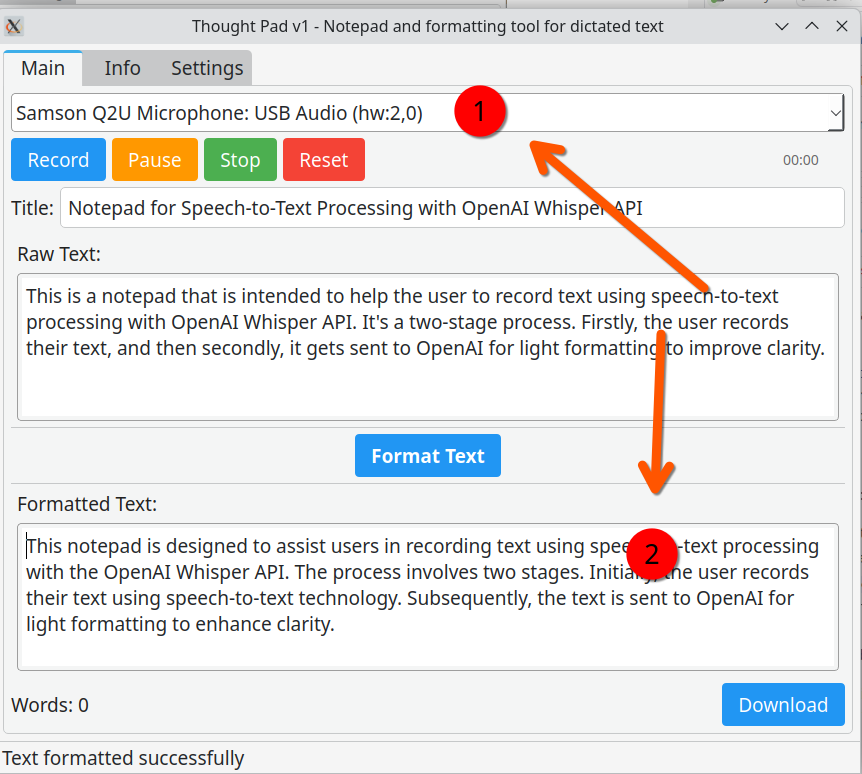 Thought Pad v1 - Notepad and formatting tool for dictated text
Main Info Settings
Samson Q2U Microphone: USB Audio (hw:2,0) 1
Record Pause Stop Reset 00:00
Title: Notepad for Speech-to-Text Processing with OpenAI Whisper API
Raw Text:
This is a notepad that is intended to help the user to record text using speech-to-text
processing with OpenAI Whisper API. It's a two-stage process. Firstly, the user records
their text, and then secondly, it gets sent to OpenAI for light formatting to improve clarity.
Format Text
Formatted Text:
This notepad is designed to assist users in recording text using speech-to-text processing
2
with the OpenAI Whisper API. The process involves two stages. Initially, the user records
their text using speech-to-text technology. Subsequently, the text is sent to OpenAI for
light formatting to enhance clarity.
Words: 0 Download
Text formatted successfully